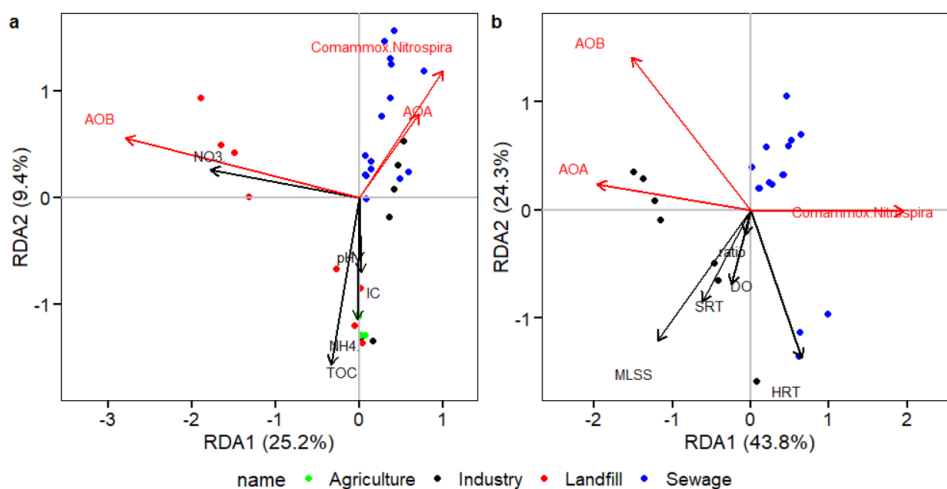 a
RDA2 (9.4%)
1
0
-1
Comammox.Nitrospira
AOA
AOB
NO3.
pH
IC
NH4.
TOC
-3
-2
-1
0
1
RDA1 (25.2%)
b
RDA2 (24.3%)
1
0
-1
AOB
AOA
Comammox.Nitrospira
ratio
DO
SRT
MLSS
HRT
-2
-1
0
1
2
RDA1 (43.8%)
name Agriculture Industry Landfill Sewage